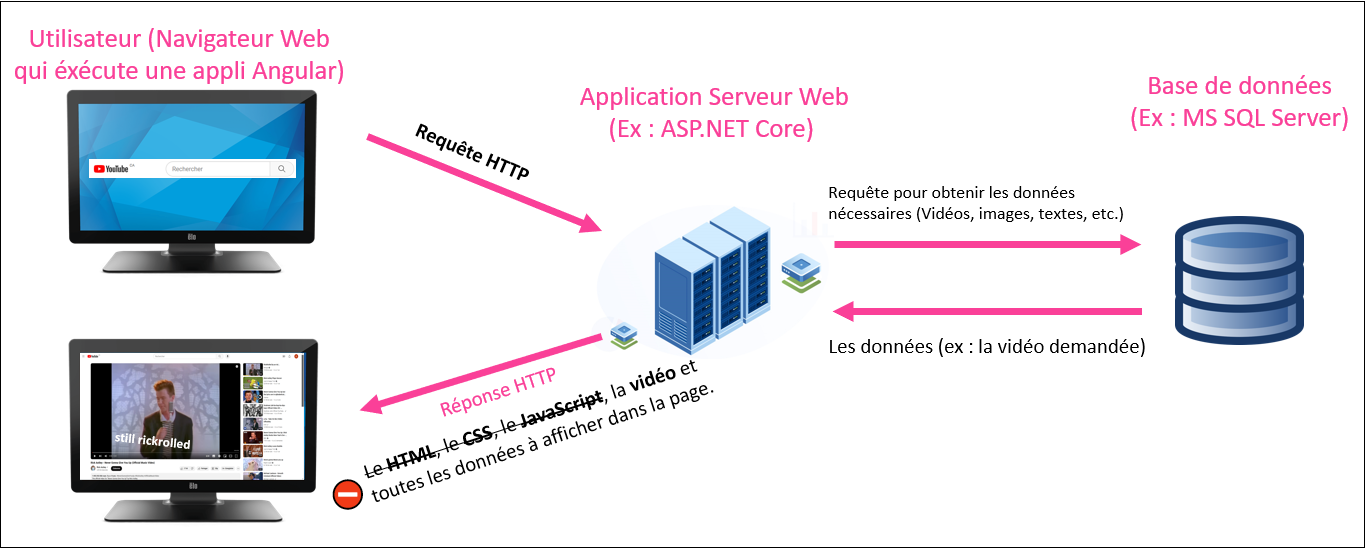 Utilisateur (Navigateur Web
qui éxécute une appli Angular)
YouTube CA
Rechercher
elo
Requête HTTP
Application Serveur Web
(Ex : ASP.NET Core)
Base de données
(Ex : MS SQL Server)
Requête pour obtenir les données
nécessaires (Vidéos, images, textes, etc.)
Les données (ex : la vidéo demandée)
Réponse HTTP
Le HTML, le CSS, le JavaScript, la vidéo et
toutes les données à afficher dans la page.
still rickrolled
elo